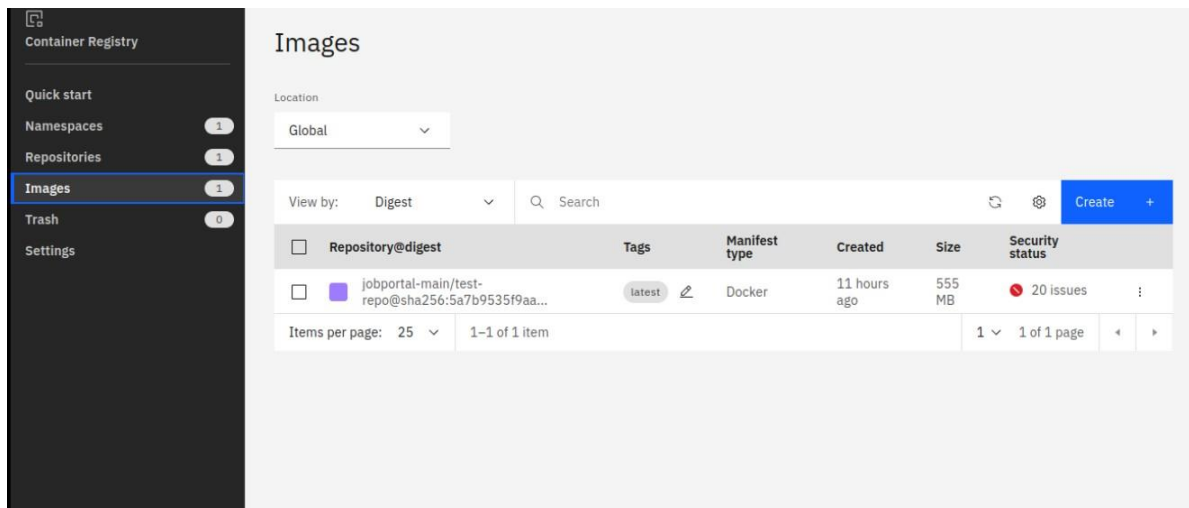 Container Registry
Quick start
Namespaces 1
Repositories 1
Images 1
Trash 0
Settings
Images
Location
Global
View by: Digest Search Create +
Repository@digest Tags Manifest type Created Size Security status
jobportal-main/test-
repo@sha256:5a7b9535f9aa... latest Docker 11 hours ago 555 MB 20 issues
Items per page: 25 1–1 of 1 item 1 1 of 1 page